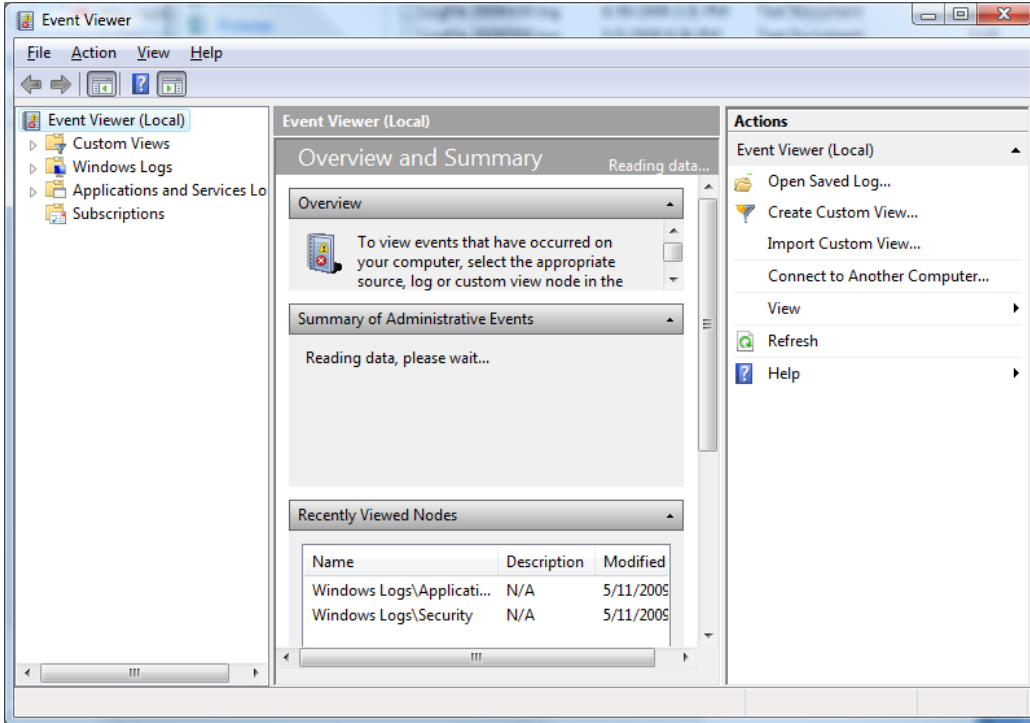 Event Viewer
File Action View Help
Event Viewer (Local)
Custom Views
Windows Logs
Applications and Services Lo
Subscriptions
Event Viewer (Local)
Overview and Summary
Reading data...
Overview
To view events that have occurred on
your computer, select the appropriate
source, log or custom view node in the
Summary of Administrative Events
Reading data, please wait...
Recently Viewed Nodes
Name Description Modified
Windows Logs\Applicati... N/A 5/11/2009
Windows Logs\Security N/A 5/11/2009
Actions
Event Viewer (Local)
Open Saved Log...
Create Custom View...
Import Custom View...
Connect to Another Computer...
View
Refresh
Help